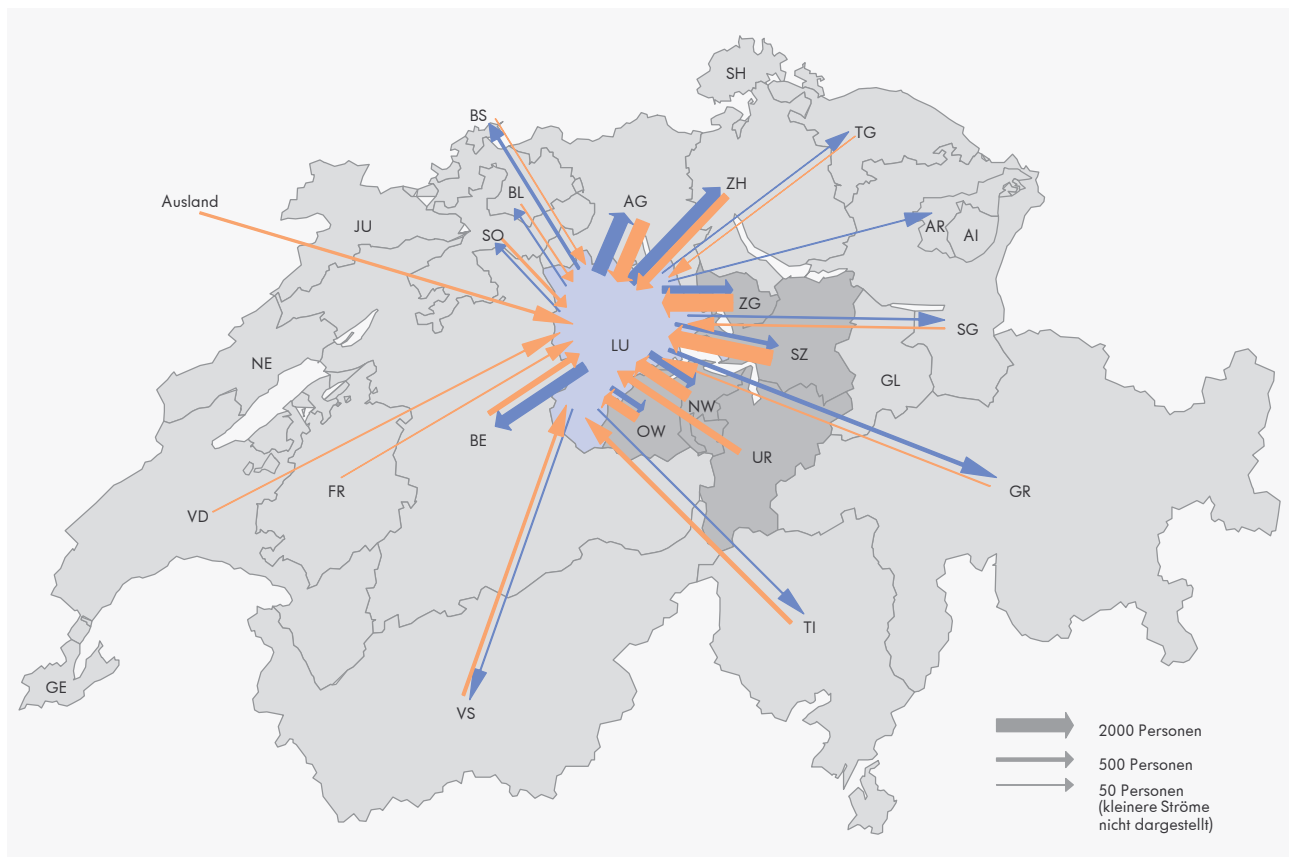 SH
BS
TG
ZH
BL
AG
Ausland
JU
SO
AR
AI
ZG
SG
LU
SZ
NE
GL
NW
OW
BE
UR
FR
GR
VD
TI
GE
VS
2000 Personen
500 Personen
50 Personen
(kleinere Ströme
nicht dargestellt)